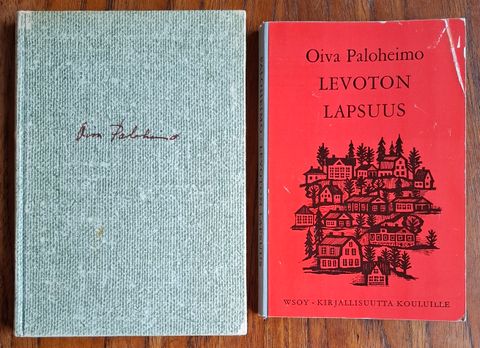 Oiva Paloheimo
Oiva Paloheimo
LEVOTON
LAPSUUS
WSOY - KIRJALLISUUTTA KOULUILLE